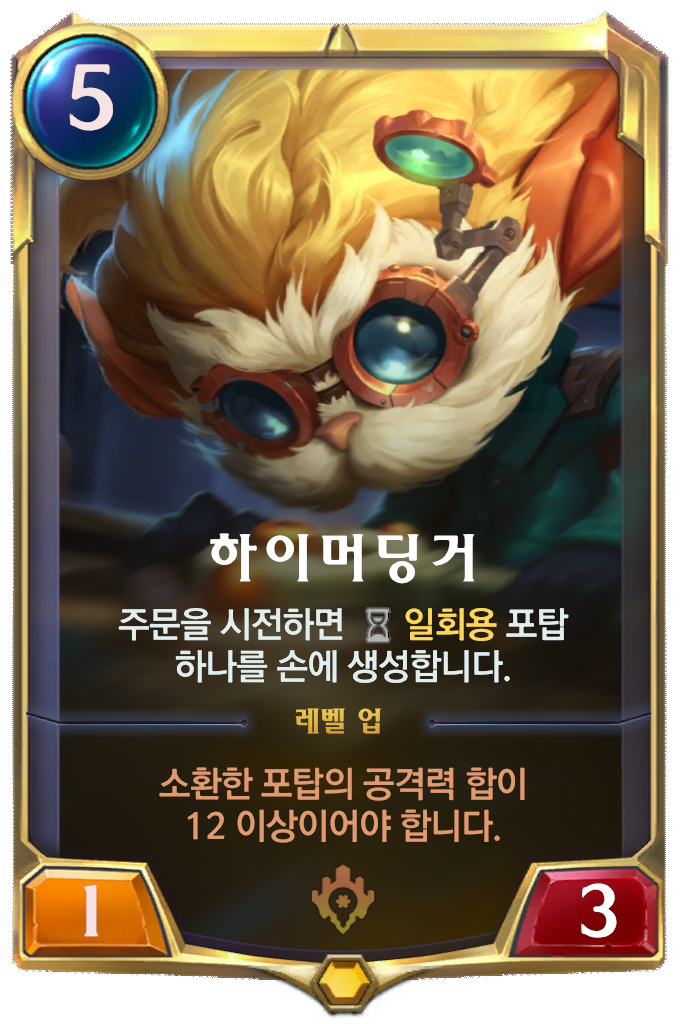 5
하이머딩거
주문을 시전하면 일회용 포탑
하나를 손에 생성합니다.
레벨 업
소환한 포탑의 공격력 합이
12 이상이어야 합니다.
1
3